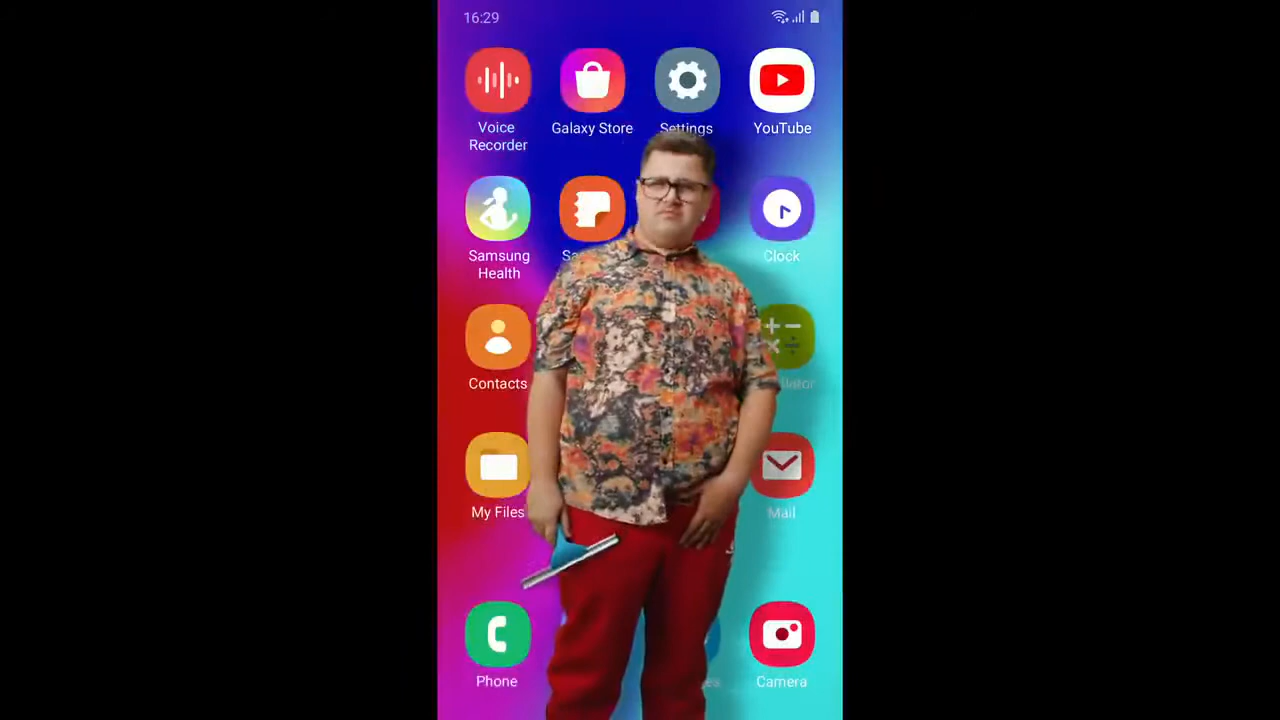 16:29
Voice
Recorder
Galaxy Store
Settings
YouTube
Samsung
Health
Clock
Contacts
My Files
Mail
Phone
Camera